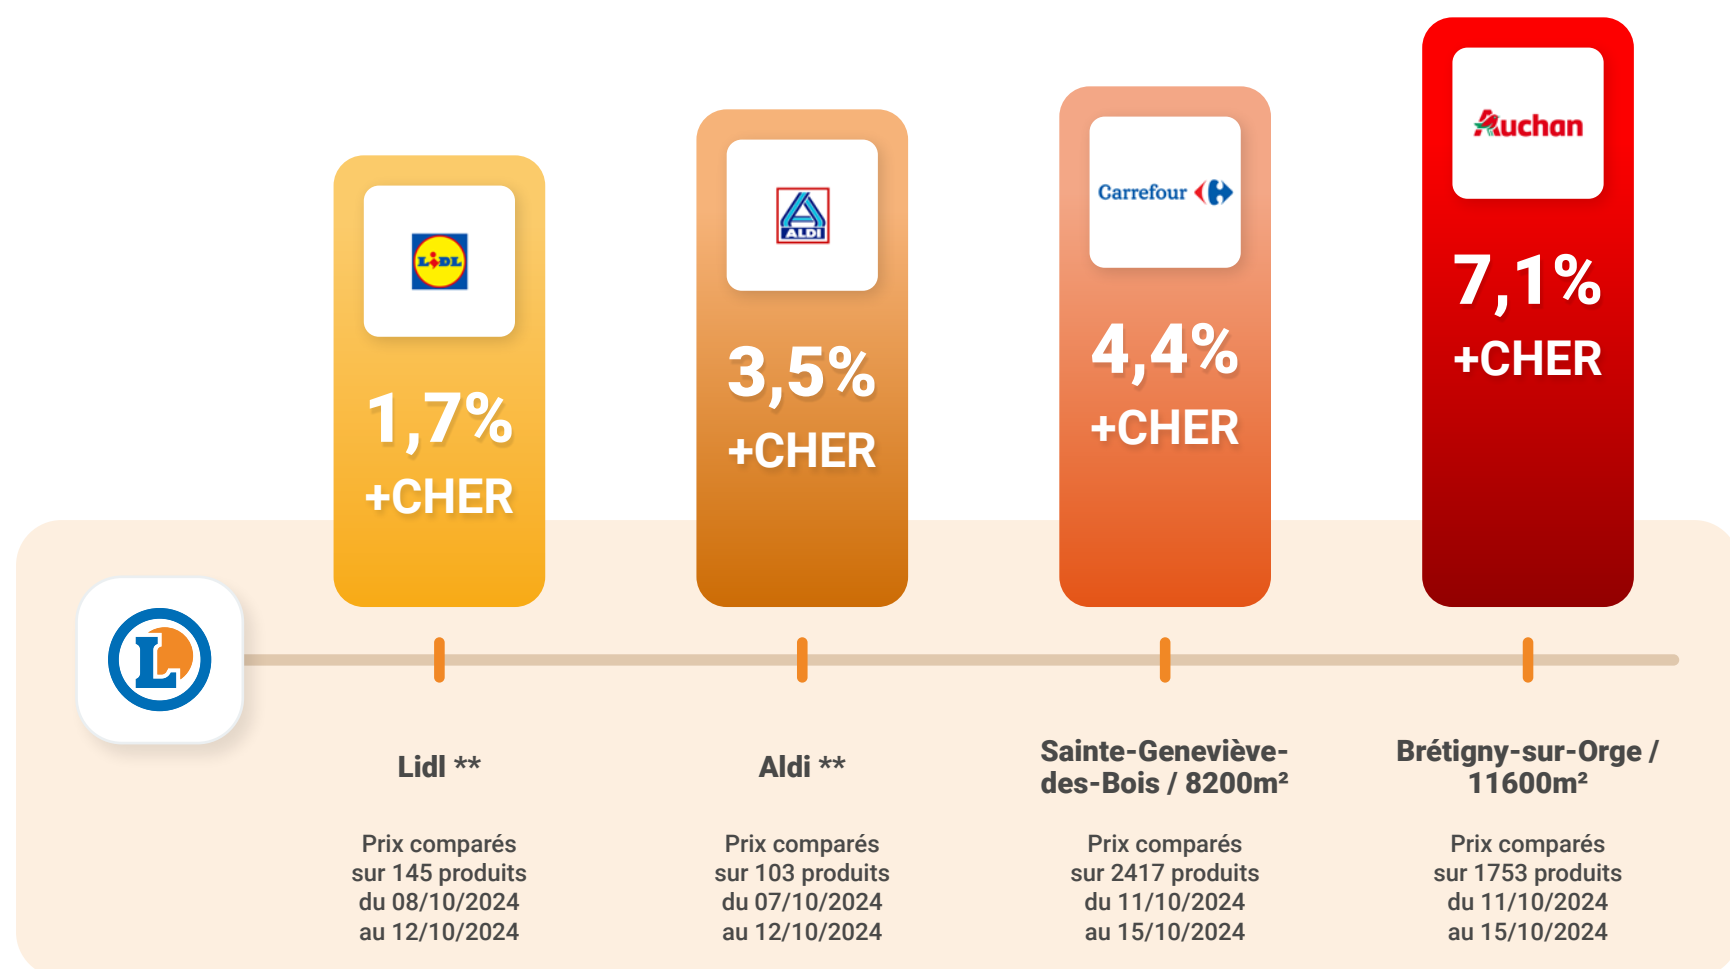 LIDL
1,7%
+CHER
ALDI
3,5%
+CHER
Carrefour
4,4%
+CHER
Auchan
7,1%
+CHER
L
Lidl **
Prix comparés
sur 145 produits
du 08/10/2024
au 12/10/2024
Aldi **
Prix comparés
sur 103 produits
du 07/10/2024
au 12/10/2024
Sainte-Geneviève-
des-Bois / 8200m²
Prix comparés
sur 2417 produits
du 11/10/2024
au 15/10/2024
Brétigny-sur-Orge /
11600m²
Prix comparés
sur 1753 produits
du 11/10/2024
au 15/10/2024